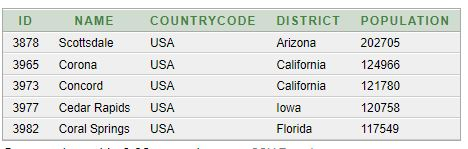 ID NAME COUNTRYCODE DISTRICT POPULATION
3878 Scottsdale USA Arizona 202705
3965 Corona USA California 124966
3973 Concord USA California 121780
3977 Cedar Rapids USA Iowa 120758
3982 Coral Springs USA Florida 117549